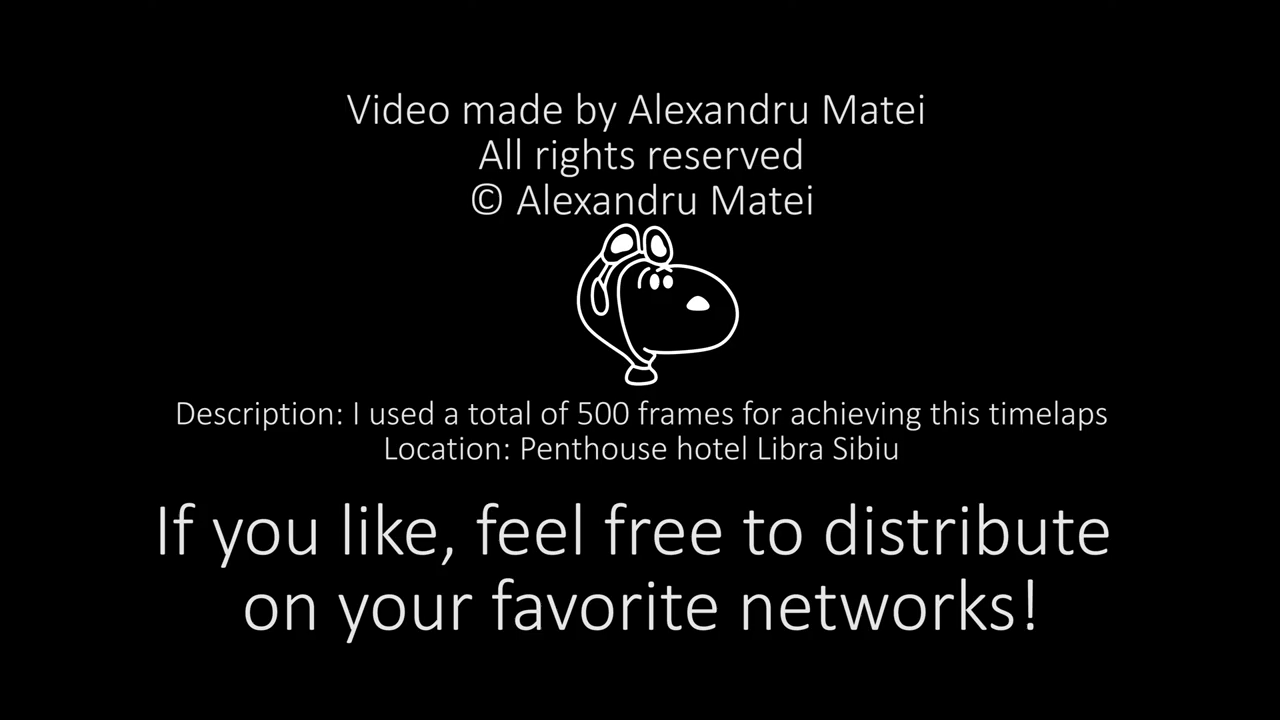 Video made by Alexandru Matei
All rights reserved
© Alexandru Matei
Description: I used a total of 500 frames for achieving this timelaps
Location: Penthouse hotel Libra Sibiu
If you like, feel free to distribute
on your favorite networks!